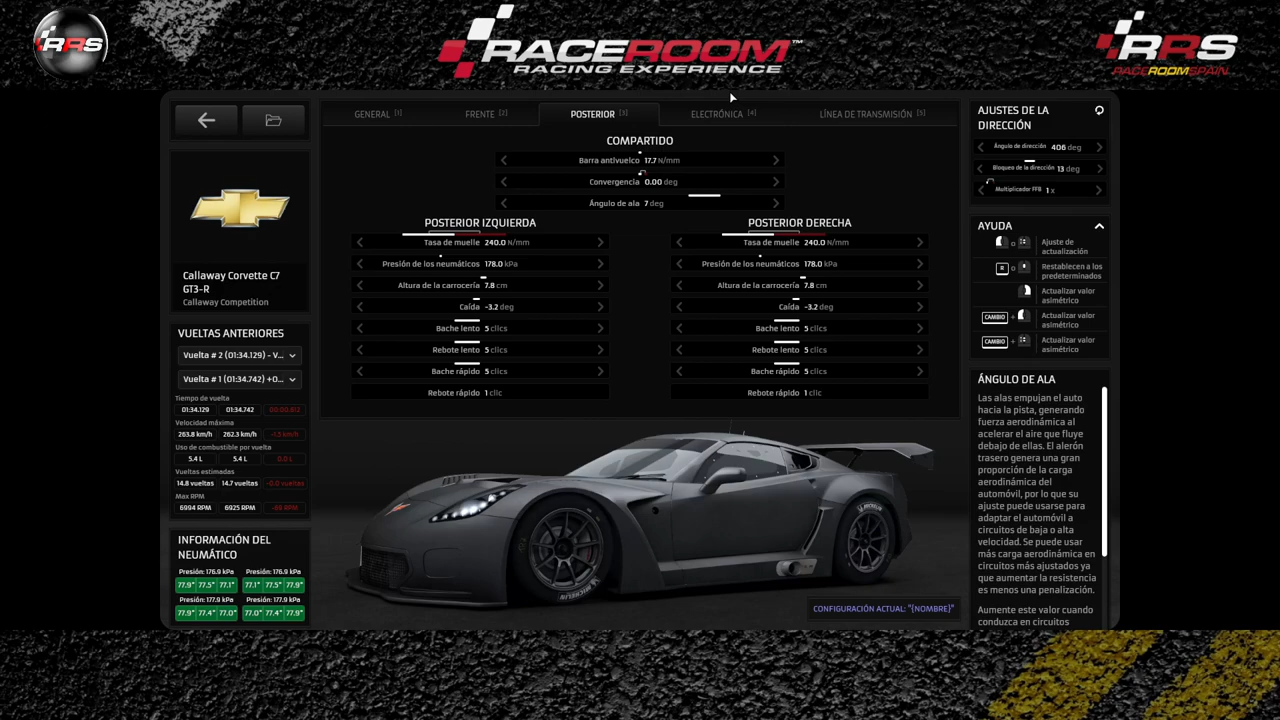 RRS
RACEROOM™
RACING EXPERIENCE
RRS
RACEROOMSPAIN
GENERAL [1]
FRENTE [2]
POSTERIOR [3]
ELECTRÓNICA [4]
LÍNEA DE TRANSMISIÓN [5]
COMPARTIDO
Barra antivuelco 17.7 N/mm
Convergencia 0.00 deg
Ángulo de ala 7 deg
POSTERIOR IZQUIERDA
Tasa de muelle 240.0 N/mm
Presión de los neumáticos 178.0 kPa
Altura de la carrocería 7.8 cm
Caída -3.2 deg
Bache lento 5 clics
Rebote lento 5 clics
Bache rápido 5 clics
Rebote rápido 1 clic
POSTERIOR DERECHA
Tasa de muelle 240.0 N/mm
Presión de los neumáticos 178.0 kPa
Altura de la carrocería 7.8 cm
Caída -3.2 deg
Bache lento 5 clics
Rebote lento 5 clics
Bache rápido 5 clics
Rebote rápido 1 clic
Callaway Corvette C7
GT3-R
Callaway Competition
VUELTAS ANTERIORES
Vuelta # 2 (01:34.129) - V...
Vuelta # 1 (01:34.742) +0...
Tiempo de vuelta
01:34.129 01:34.742 00:00.612
Velocidad máxima
263.8 km/h 262.3 km/h -1.5 km/h
Uso de combustible por vuelta
5.4 L 5.4 L 0.0 L
Vueltas estimadas
14.8 vueltas 14.7 vueltas -0.0 vueltas
Max RPM
6994 RPM 6925 RPM -69 RPM
INFORMACIÓN DEL
NEUMÁTICO
Presión: 176.9 kPa Presión: 176.9 kPa
77.9° 77.5° 77.1° 77.1° 77.5° 77.9°
Presión: 177.9 kPa Presión: 177.9 kPa
77.9° 77.4° 77.0° 77.0° 77.4° 77.9°
CONFIGURACIÓN ACTUAL: "{NOMBRE}"
AJUSTES DE LA
DIRECCIÓN
Ángulo de dirección 406 deg
Bloqueo de la dirección 13 deg
Multiplicador FFB 1 x
AYUDA
o Ajuste de
actualización
R o Restablecen a los
predeterminados
Actualizar valor
asimétrico
CAMBIO + Actualizar valor
asimétrico
CAMBIO + Actualizar valor
asimétrico
ÁNGULO DE ALA
Las alas empujan el auto
hacia la pista, generando
fuerza aerodinámica al
acelerar el aire que fluye
debajo de ellas. El alerón
trasero genera una gran
proporción de la carga
aerodinámica del
automóvil, por lo que su
ajuste puede usarse para
adaptar el automóvil a
circuitos de baja o alta
velocidad. Se puede usar
más carga aerodinámica en
circuitos más ajustados ya
que aumentar la resistencia
es menos una penalización.
Aumente este valor cuando
conduzca en circuitos